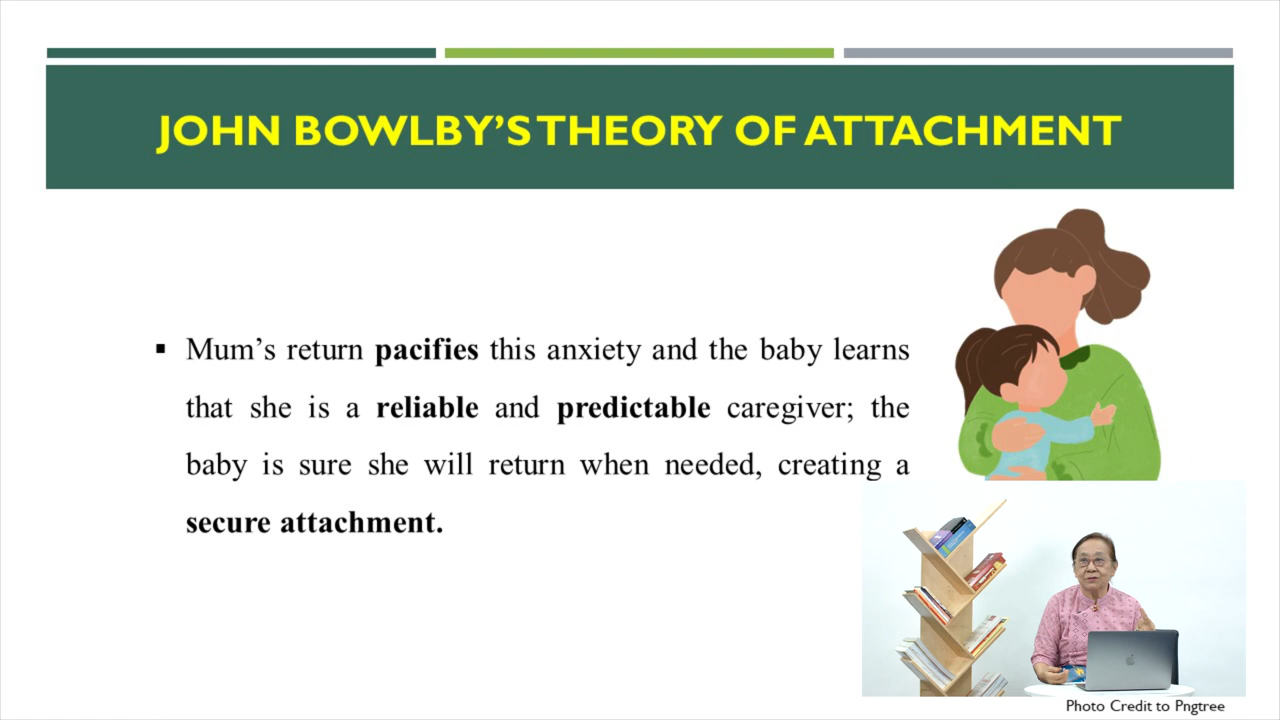 JOHN BOWLBY’S THEORY OF ATTACHMENT
▪ Mum’s return pacifies this anxiety and the baby learns
that she is a reliable and predictable caregiver; the
baby is sure she will return when needed, creating a
secure attachment.
Photo Credit to Pngtree